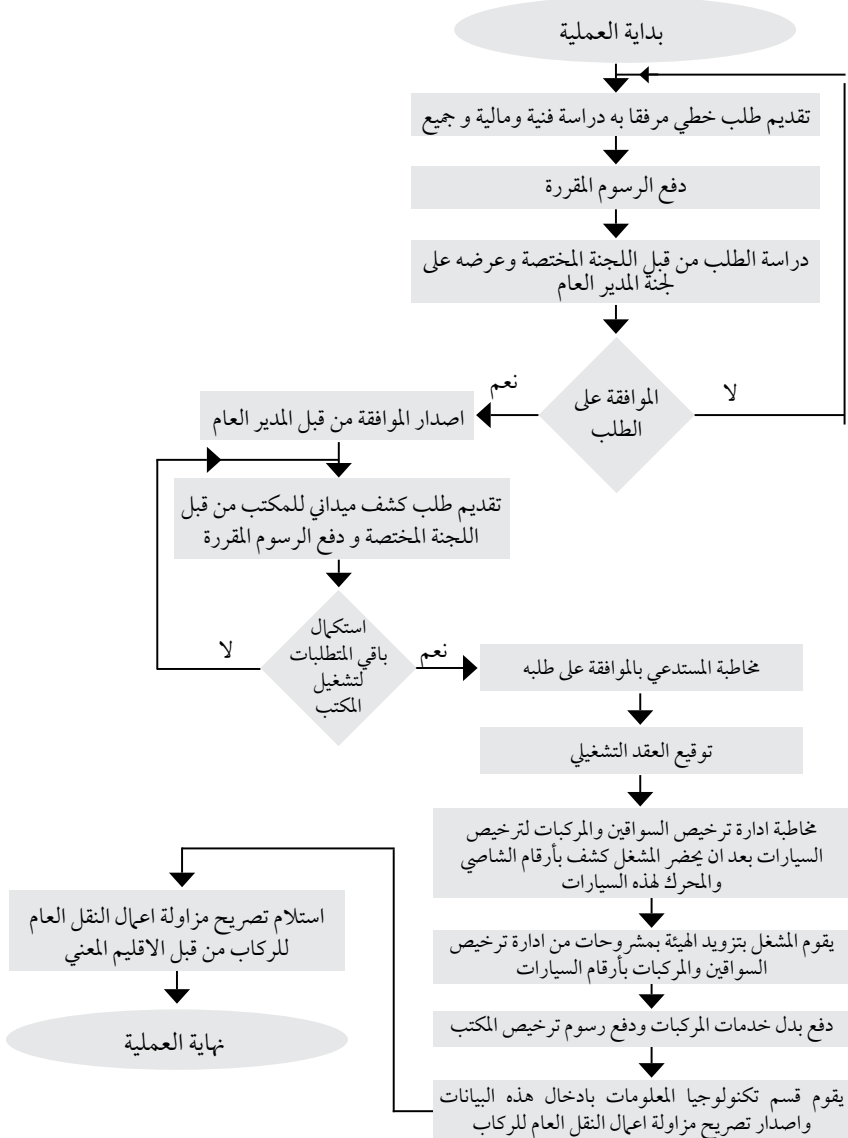 بداية العملية
تقديم طلب خطي مرفقا به دراسة فنية ومالية و جميع
دفع الرسوم المقررة
دراسة الطلب من قبل اللجنة المختصة وعرضه على
لجنة المدير العام
الموافقة على
الطلب
نعم
لا
اصدار الموافقة من قبل المدير العام
تقديم طلب كشف ميداني للمكتب من قبل
اللجنة المختصة و دفع الرسوم المقررة
استكمال
باقي المتطلبات
لتشغيل
المكتب
لا
نعم
مخاطبة المستدعي بالموافقة على طلبه
توقيع العقد التشغيلي
مخاطبة ادارة ترخيص السواقين والمركبات لترخيص
السيارات بعد ان يحضر المشغل كشف بأرقام الشاصي
والمحرك لهذه السيارات
يقوم المشغل بتزويد الهيئة بمشروحات من ادارة ترخيص
السواقين والمركبات بأرقام السيارات
دفع بدل خدمات المركبات ودفع رسوم ترخيص المكتب
يقوم قسم تكنولوجيا المعلومات بادخال هذه البيانات
واصدار تصريح مزاولة اعمال النقل العام للركاب
استلام تصريح مزاولة اعمال النقل العام
للركاب من قبل الاقليم المعني
نهاية العملية